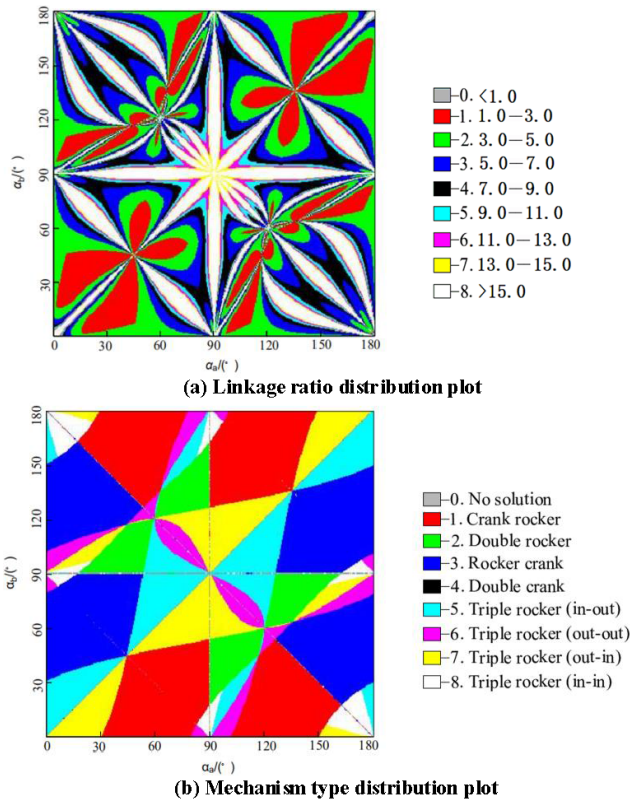 180
150
120
90
60
30
αb/(° )
0 30 60 90 120 150 180
αa/(° )
0. <1.0
1. 1.0—3.0
2. 3.0—5.0
3. 5.0—7.0
4. 7.0—9.0
5. 9.0—11.0
6. 11.0—13.0
7. 13.0—15.0
8. >15.0
(a) Linkage ratio distribution plot
180
150
120
90
60
30
αb/(° )
0 30 60 90 120 150 180
αa/(° )
0. No solution
1. Crank rocker
2. Double rocker
3. Rocker crank
4. Double crank
5. Triple rocker (in-out)
6. Triple rocker (out-out)
7. Triple rocker (out-in)
8. Triple rocker (in-in)
(b) Mechanism type distribution plot